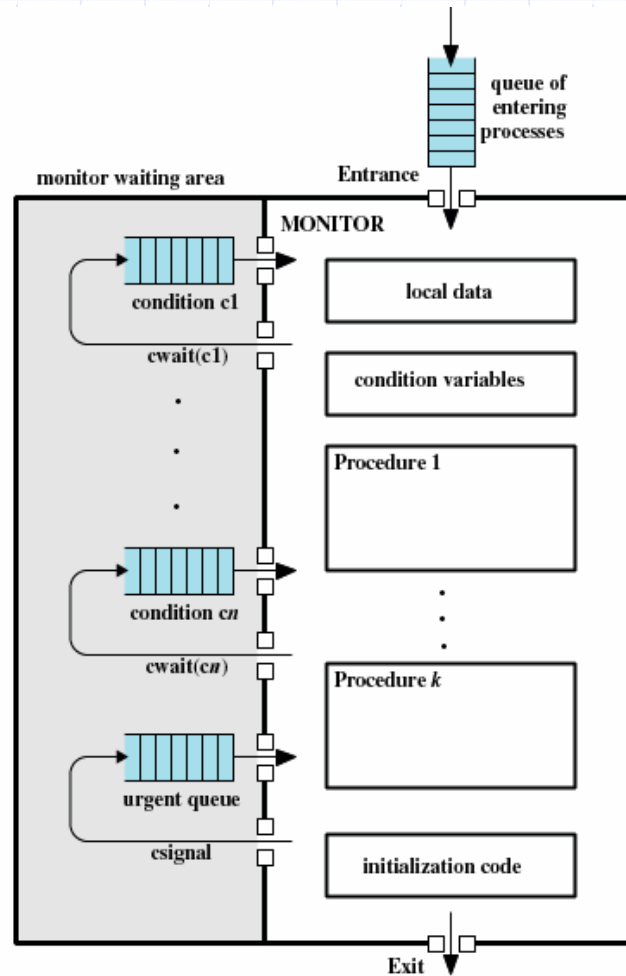 queue of
entering
processes
Entrance
monitor waiting area
MONITOR
condition c1
cwait(c1)
local data
condition variables
Procedure 1
condition cn
cwait(cn)
Procedure k
urgent queue
csignal
initialization code
Exit